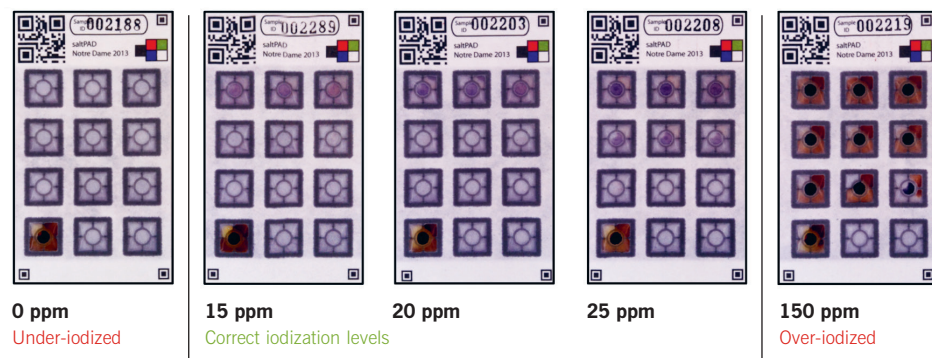 Sample ID 002188
saltPAD
Notre Dame 2013
Sample ID 002289
saltPAD
Notre Dame 2013
Sample ID 002203
saltPAD
Notre Dame 2013
Sample ID 002208
saltPAD
Notre Dame 2013
Sample ID 002219
saltPAD
Notre Dame 2013
0 ppm
Under-iodized
15 ppm
Correct iodization levels
20 ppm
25 ppm
150 ppm
Over-iodized